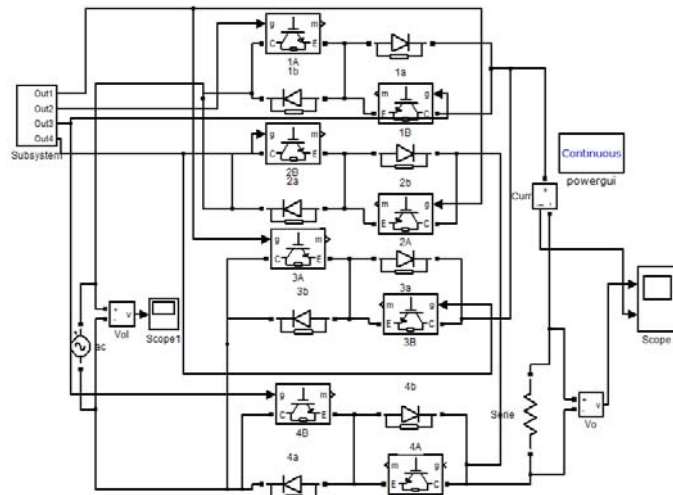 g m
C E
1A
1b
1a
m g
E C
1B
Out1
Out2
Out3
Out4
Subsystem
g m
C E
2B
2a
2b
m g
E C
2A
Continuous
powergui
Curr
+
-
i
g m
C E
3A
3b
3a
m g
E C
3B
+
-
v
Vol
Scope1
ac
Scope
g m
C E
4B
4b
4a
4A
m g
E C
Serie
+
-
v
Vo